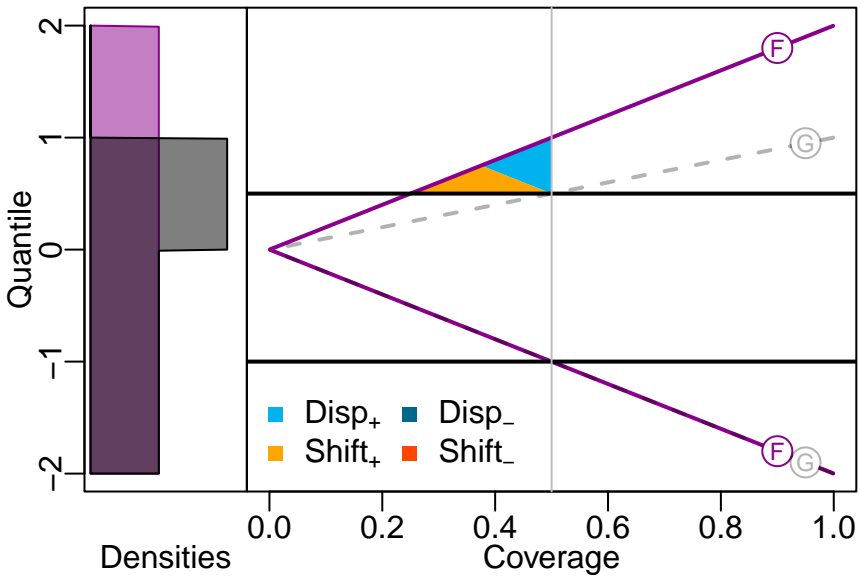 Quantile
2
1
0
−1
−2
F
G
Disp+ Disp−
Shift+ Shift−
F
G
0.0 0.2 0.4 0.6 0.8 1.0
Densities Coverage